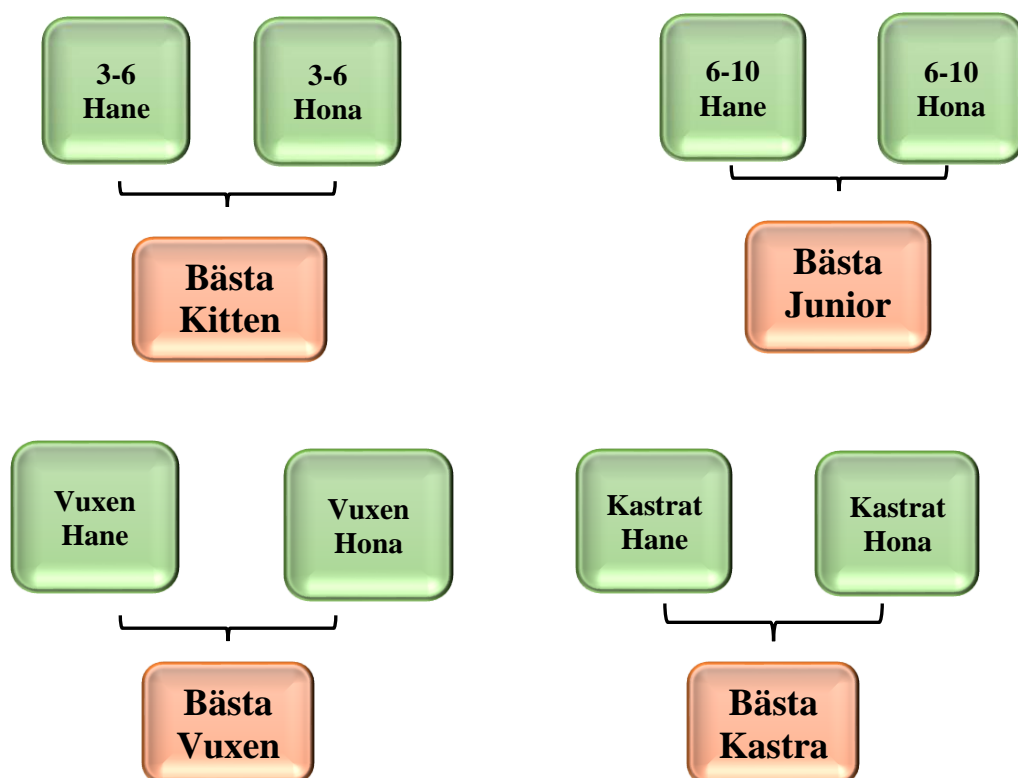 3-6
Hane
3-6
Hona
6-10
Hane
6-10
Hona
Bästa
Kitten
Bästa
Junior
Vuxen
Hane
Vuxen
Hona
Kastrat
Hane
Kastrat
Hona
Bästa
Vuxen
Bästa
Kastra